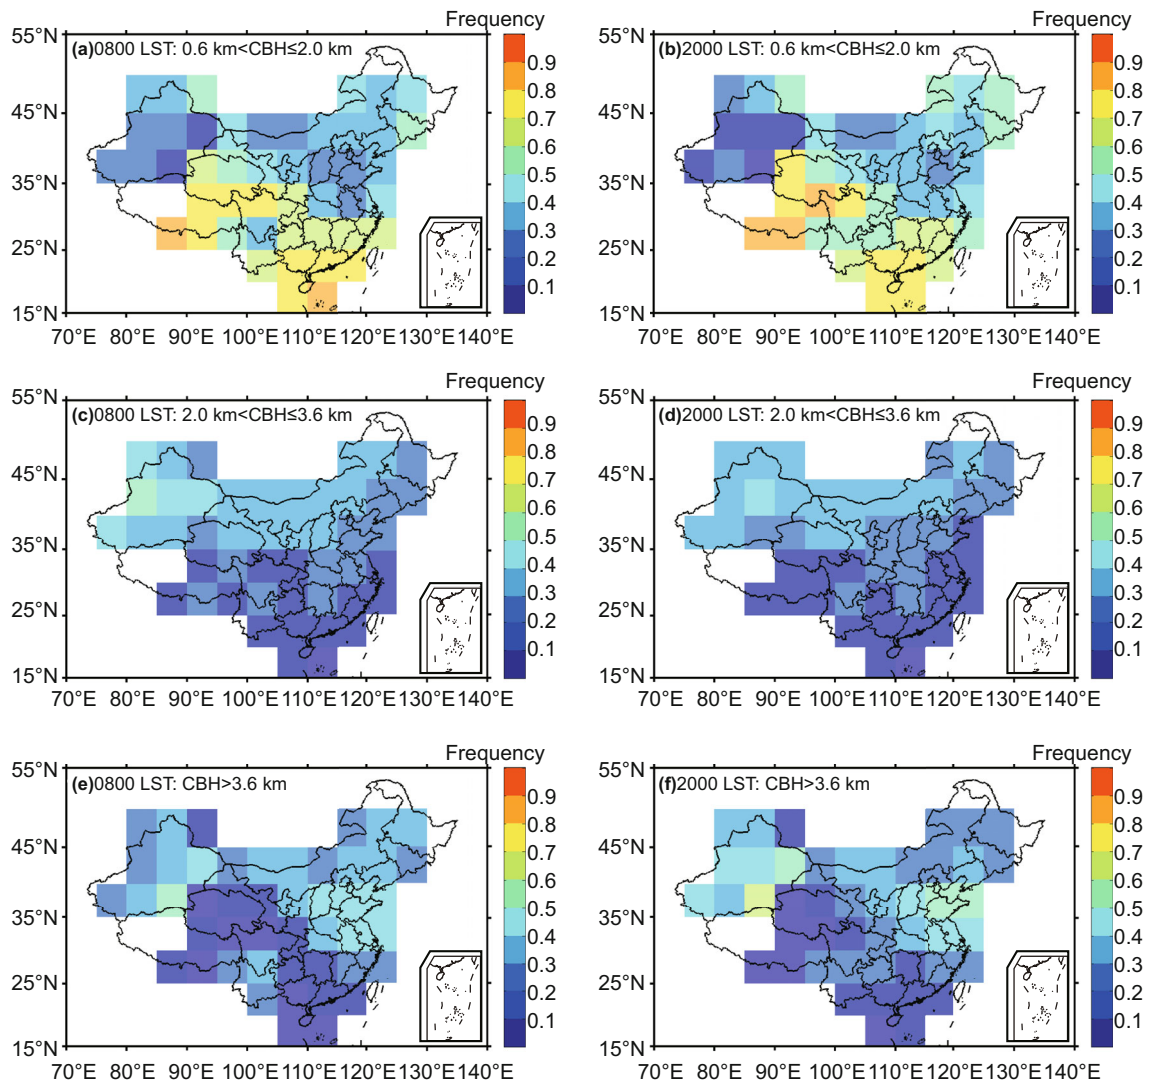 Frequency
Frequency
55°N
(a)0800 LST: 0.6 km<CBH≤2.0 km
0.9
0.8
45°N
0.7
0.6
35°N
0.5
0.4
0.3
25°N
0.2
0.1
15°N
70°E 80°E 90°E 100°E 110°E 120°E 130°E 140°E
55°N
(b)2000 LST: 0.6 km<CBH≤2.0 km
0.9
0.8
45°N
0.7
0.6
35°N
0.5
0.4
0.3
25°N
0.2
0.1
15°N
70°E 80°E 90°E 100°E 110°E 120°E 130°E 140°E
Frequency
Frequency
55°N
(c)0800 LST: 2.0 km<CBH≤3.6 km
0.9
0.8
45°N
0.7
0.6
35°N
0.5
0.4
0.3
25°N
0.2
0.1
15°N
70°E 80°E 90°E 100°E 110°E 120°E 130°E 140°E
55°N
(d)2000 LST: 2.0 km<CBH≤3.6 km
0.9
0.8
45°N
0.7
0.6
35°N
0.5
0.4
0.3
25°N
0.2
0.1
15°N
70°E 80°E 90°E 100°E 110°E 120°E 130°E 140°E
Frequency
Frequency
55°N
(e)0800 LST: CBH>3.6 km
0.9
0.8
45°N
0.7
0.6
35°N
0.5
0.4
0.3
25°N
0.2
0.1
15°N
70°E 80°E 90°E 100°E 110°E 120°E 130°E 140°E
55°N
(f)2000 LST: CBH>3.6 km
0.9
0.8
45°N
0.7
0.6
35°N
0.5
0.4
0.3
25°N
0.2
0.1
15°N
70°E 80°E 90°E 100°E 110°E 120°E 130°E 140°E